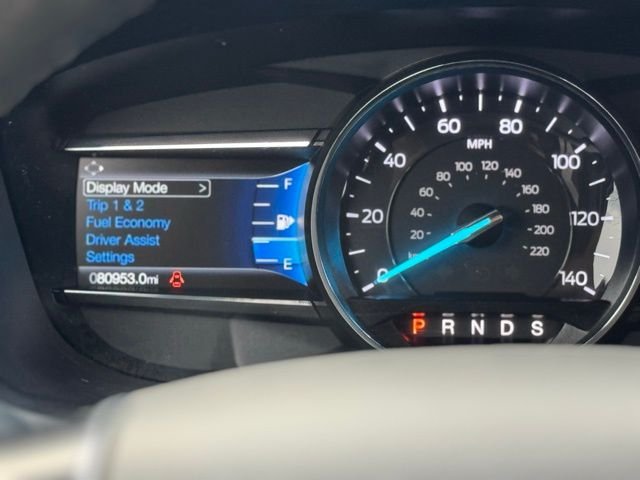 Display Mode >
Trip 1 & 2
Fuel Economy
Driver Assist
Settings
080953.0mi
F
E
0 20 40 60 80 100 120 140
MPH
20 40 60 80 100 120 140 160 180 200 220
P R N D S